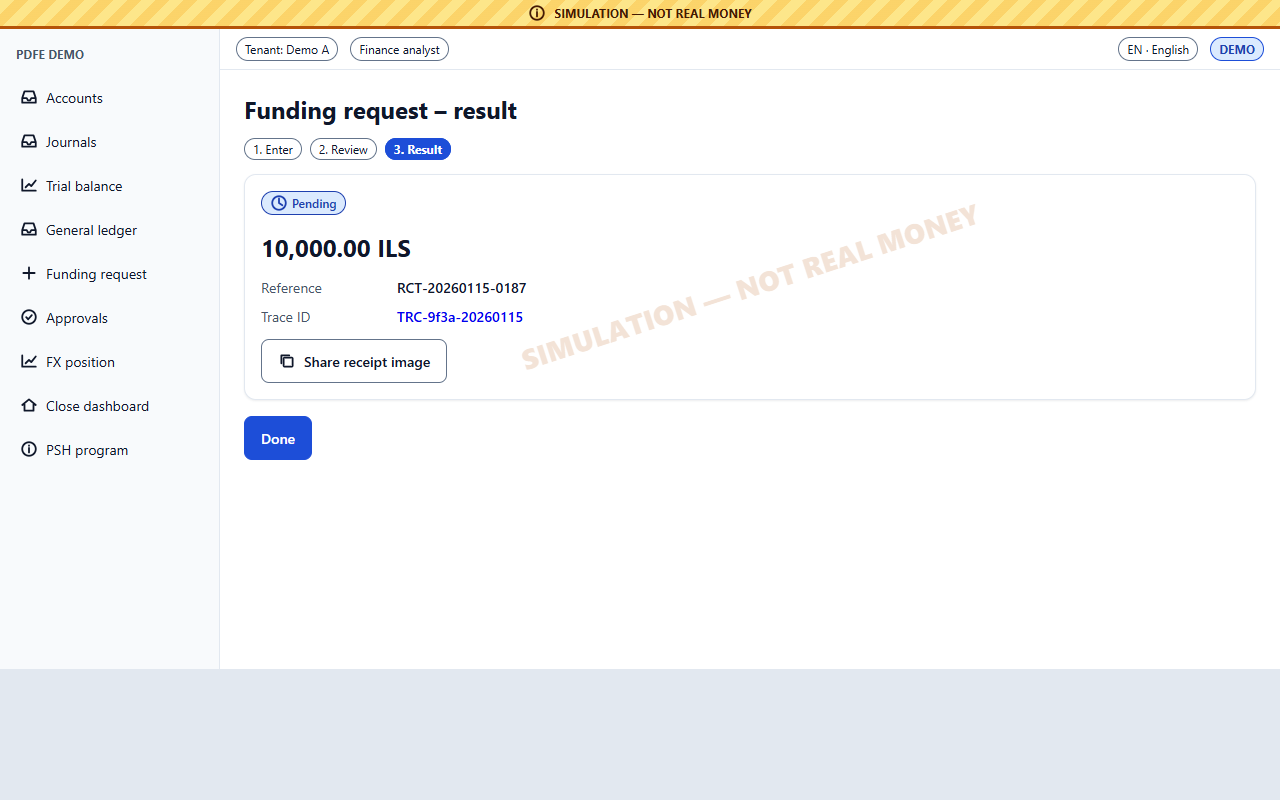 SIMULATION — NOT REAL MONEY
PDFE DEMO
Accounts
Journals
Trial balance
General ledger
Funding request
Approvals
FX position
Close dashboard
PSH program
Tenant: Demo A
Finance analyst
EN · English
DEMO
Funding request – result
1. Enter
2. Review
3. Result
Pending
10,000.00 ILS
Reference RCT-20260115-0187
Trace ID TRC-9f3a-20260115
Share receipt image
SIMULATION — NOT REAL MONEY
Done